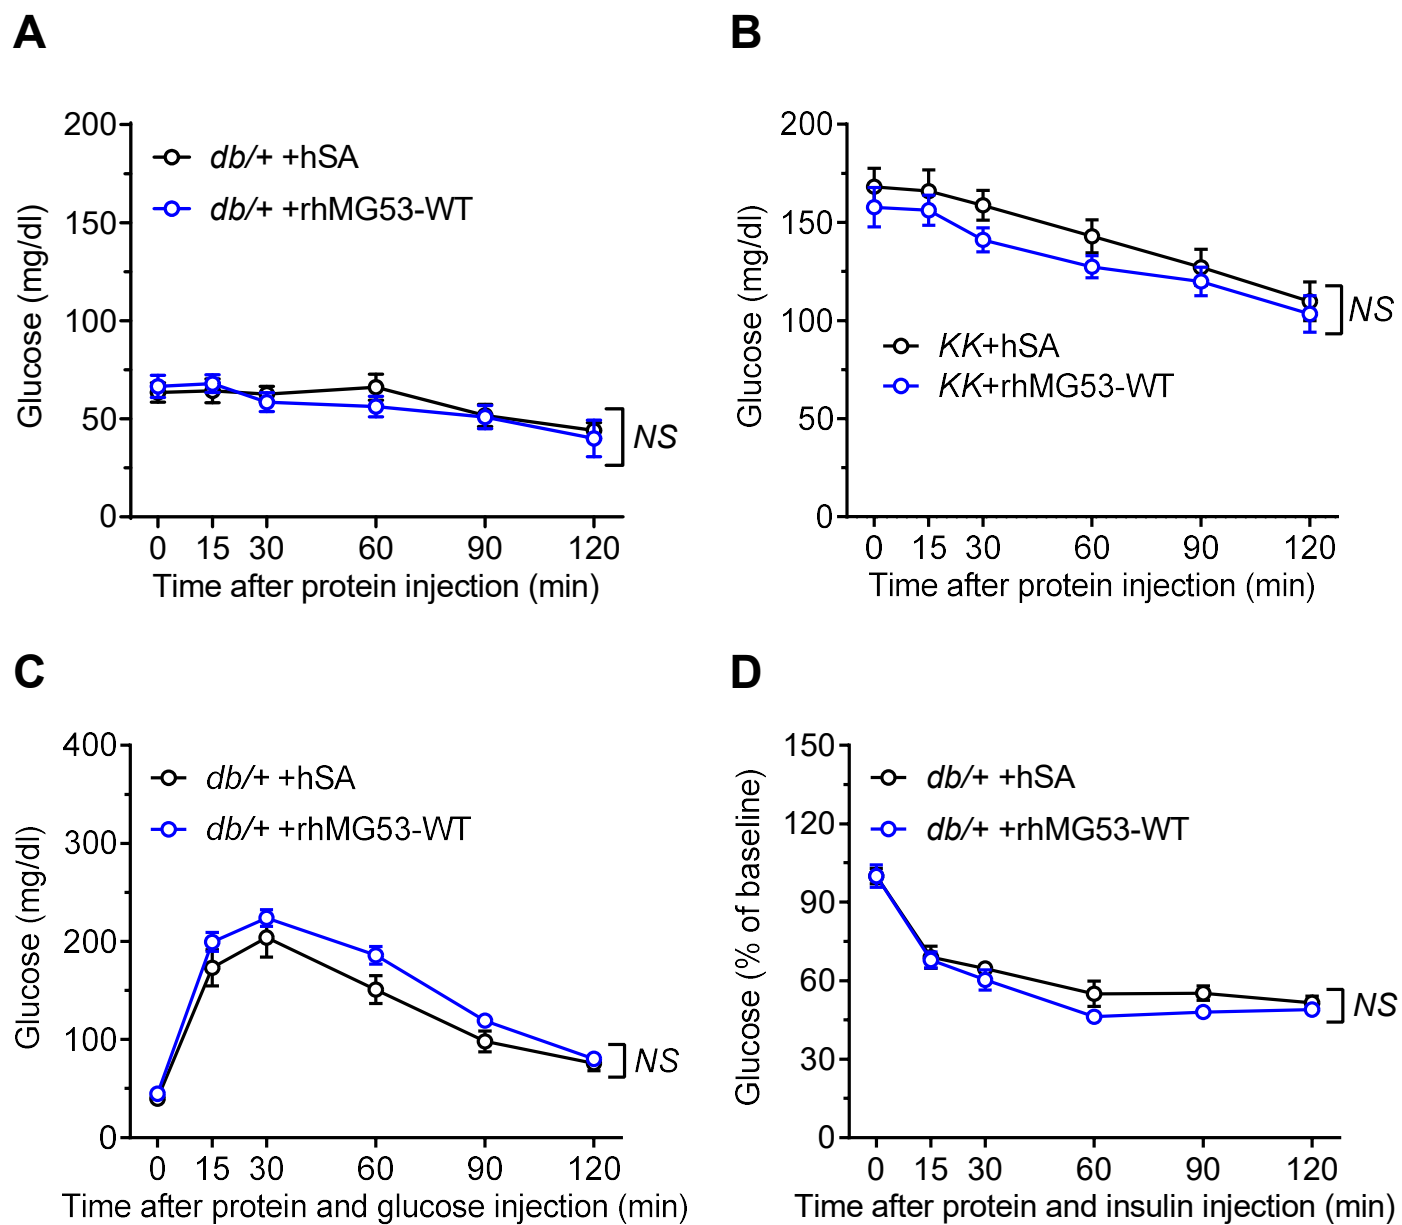 A
200
150
100
50
0
Glucose (mg/dl)
db/+ +hSA
db/+ +rhMG53-WT
NS
0 15 30 60 90 120
Time after protein injection (min)
B
200
150
100
50
0
Glucose (mg/dl)
KK+hSA
KK+rhMG53-WT
NS
0 15 30 60 90 120
Time after protein injection (min)
C
400
300
200
100
0
Glucose (mg/dl)
db/+ +hSA
db/+ +rhMG53-WT
NS
0 15 30 60 90 120
Time after protein and glucose injection (min)
D
150
120
90
60
30
0
Glucose (% of baseline)
db/+ +hSA
db/+ +rhMG53-WT
NS
0 15 30 60 90 120
Time after protein and insulin injection (min)